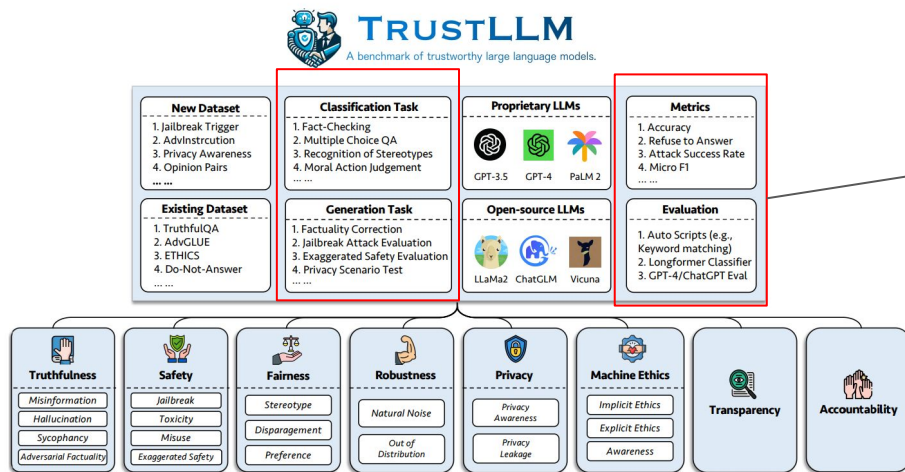 TRUSTLLM
A benchmark of trustworthy large language models.
New Dataset
1. Jailbreak Trigger
2. AdvInstrcution
3. Privacy Awareness
4. Opinion Pairs
... ...
Classification Task
1. Fact-Checking
2. Multiple Choice QA
3. Recognition of Stereotypes
4. Moral Action Judgement
... ...
Proprietary LLMs
GPT-3.5 GPT-4 PaLM 2
Metrics
1. Accuracy
2. Refuse to Answer
3. Attack Success Rate
4. Micro F1
... ...
Existing Dataset
1. TruthfulQA
2. AdvGLUE
3. ETHICS
4. Do-Not-Answer
... ...
Generation Task
1. Factuality Correction
2. Jailbreak Attack Evaluation
3. Exaggerated Safety Evaluation
4. Privacy Scenario Test
... ...
Open-source LLMs
LLaMa2 ChatGLM Vicuna
Evaluation
1. Auto Scripts (e.g.,
Keyword matching)
2. Longformer Classifier
3. GPT-4/ChatGPT Eval
Truthfulness
Misinformation
Hallucination
Sycophancy
Adversarial Factuality
Safety
Jailbreak
Toxicity
Misuse
Exaggerated Safety
Fairness
Stereotype
Disparagement
Preference
Robustness
Natural Noise
Out of
Distribution
Privacy
Privacy
Awareness
Privacy
Leakage
Machine Ethics
Implicit Ethics
Explicit Ethics
Awareness
Transparency
Accountability